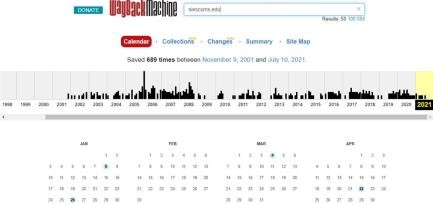 DONATE WayBackMachine siescoms.edu x
Results: 50 100 500
Calendar · Collections · Changes · Summary · Site Map
Saved 689 times between November 9, 2001 and July 10, 2021.
1998 1999 2000 2001 2002 2003 2004 2005 2006 2007 2008 2009 2010 2011 2012 2013 2014 2015 2016 2017 2018 2019 2020 2021
JAN FEB MAR APR
1 2 1 2 3 4 5 6 1 2 3 4 5 6 1 2 3
3 4 5 6 7 8 9 7 8 9 10 11 12 13 7 8 9 10 11 12 13 4 5 6 7 8 9 10
10 11 12 13 14 15 16 14 15 16 17 18 19 20 14 15 16 17 18 19 20 11 12 13 14 15 16 17
17 18 19 20 21 22 23 21 22 23 24 25 26 27 21 22 23 24 25 26 27 18 19 20 21 22 23 24
24 25 26 27 28 29 30 28 28 29 30 31 25 26 27 28 29 30